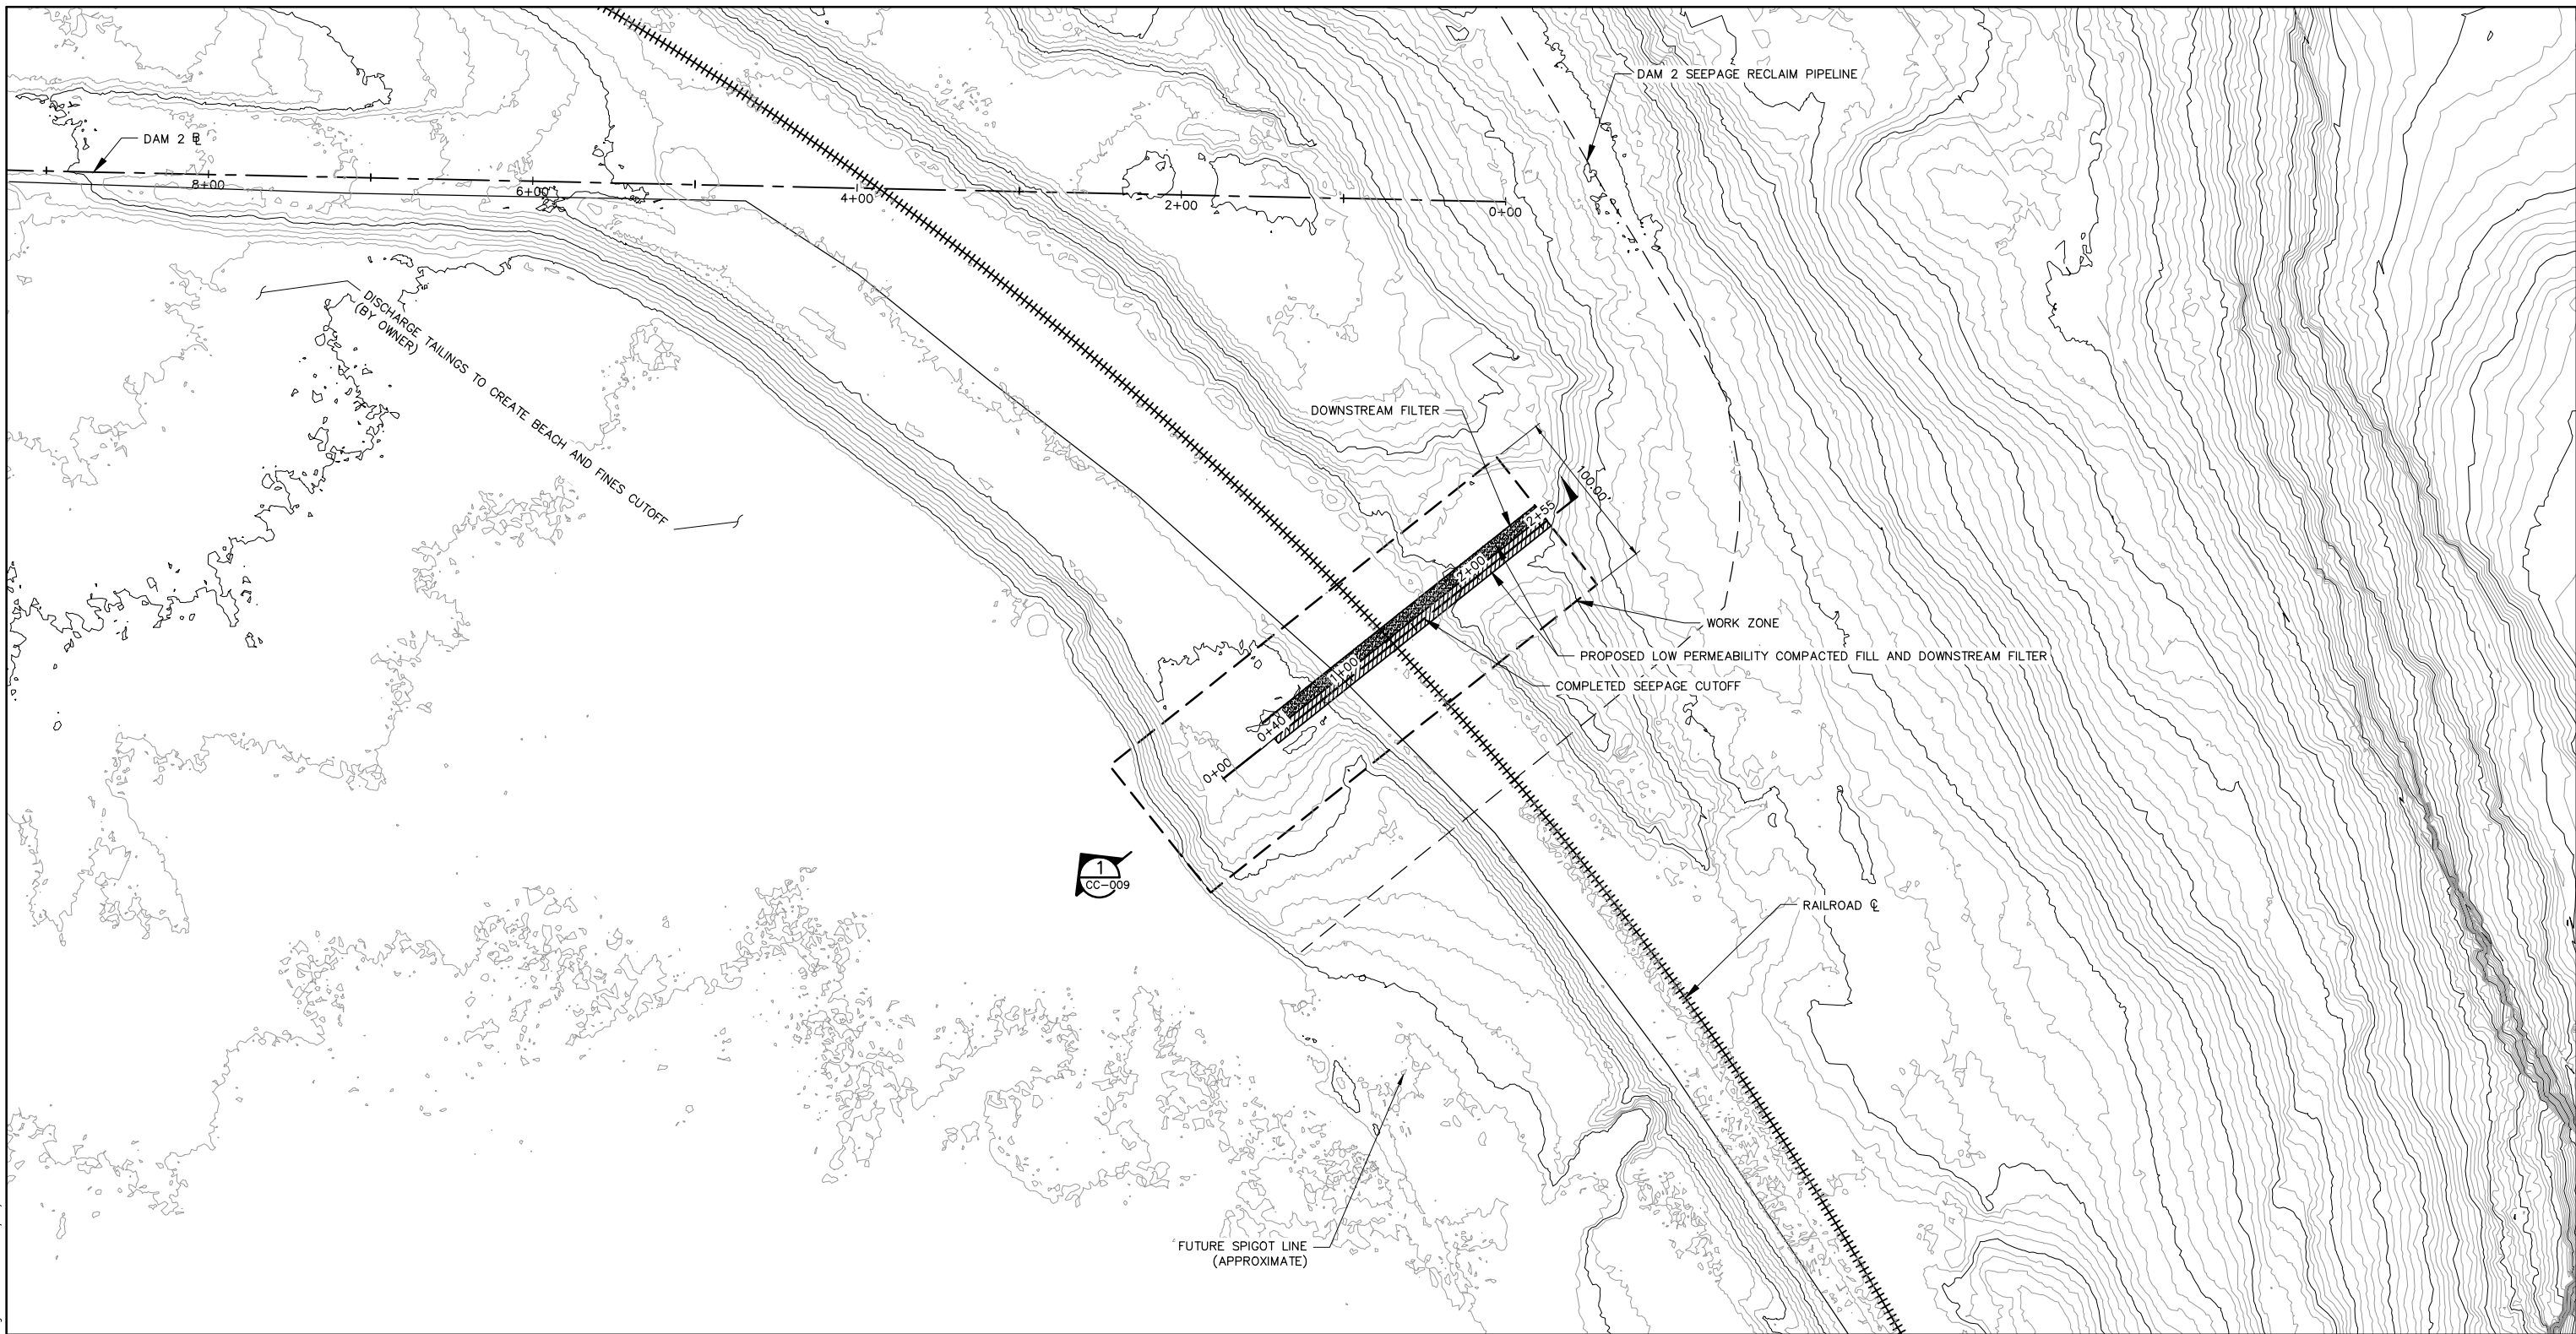 DAM 2 SEEPAGE RECLAIM PIPELINE
DAM 2 ℄
8+00
6+00
4+00
2+00
0+00
DISCHARGE TAILINGS TO CREATE BEACH AND FINES CUTOFF
(BY OWNER)
DOWNSTREAM FILTER
100.00'
2+55
2+00
1+00
0+40
0+00
WORK ZONE
PROPOSED LOW PERMEABILITY COMPACTED FILL AND DOWNSTREAM FILTER
COMPLETED SEEPAGE CUTOFF
1
CC-009
RAILROAD ℄
FUTURE SPIGOT LINE
(APPROXIMATE)